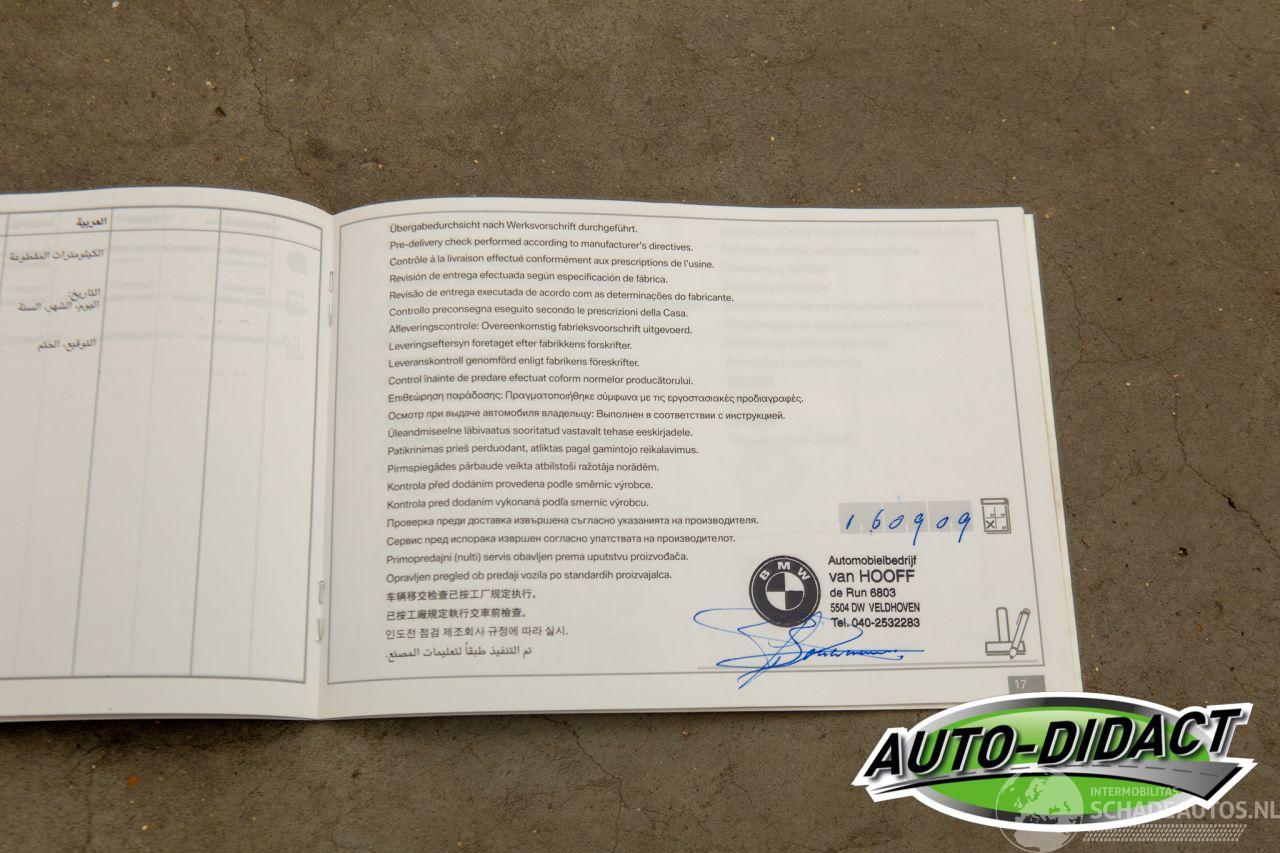 العربية
الكيلومترات المقطوعة
التاريخ:
اليوم، الشهر، السنة
التوقيع، الختم
Übergabedurchsicht nach Werksvorschrift durchgeführt.
Pre-delivery check performed according to manufacturer's directives.
Contrôle à la livraison effectué conformément aux prescriptions de l'usine.
Revisión de entrega efectuada según especificación de fábrica.
Revisão de entrega executada de acordo com as determinações do fabricante.
Controllo preconsegna eseguito secondo le prescrizioni della Casa.
Afleveringscontrole: Overeenkomstig fabrieksvoorschrift uitgevoerd.
Leveringseftersyn foretaget efter fabrikkens forskrifter.
Leveranskontroll genomförd enligt fabrikens föreskrifter.
Control înainte de predare efectuat coform normelor producătorului.
Επιθεώρηση παράδοσης: Πραγματοποιήθηκε σύμφωνα με τις εργοστασιακές προδιαγραφές.
Осмотр при выдаче автомобиля владельцу: Выполнен в соответствии с инструкцией.
Üleandmiseelne läbivaatus sooritatud vastavalt tehase eeskirjadele.
Patikrinimas prieš perduodant, atliktas pagal gamintojo reikalavimus.
Pirmspiegādes pārbaude veikta atbilstoši ražotāja norādēm.
Kontrola před dodáním provedena podle směrnic výrobce.
Kontrola pred dodaním vykonaná podľa smerníc výrobcu.
Проверка преди доставка извършена съгласно указанията на производителя.
Сервис пред испорака извршен согласно упатствата на производителот.
Primopredajni (nulti) servis obavljen prema uputstvu proizvođača.
Opravljen pregled ob predaji vozila po standardih proizvajalca.
车辆移交检查已按工厂规定执行。
已按工廠規定執行交車前檢查。
인도전 점검 제조회사 규정에 따라 실시.
تم التنفيذ طبقاً لتعليمات المصنع.
160909
BMW
Automobielbedrijf
van HOOFF
de Run 6803
5504 DW VELDHOVEN
Tel. 040-2532283
17
AUTO-DIDACT
INTERMOBILITAS
SCHADEAUTOS.NL